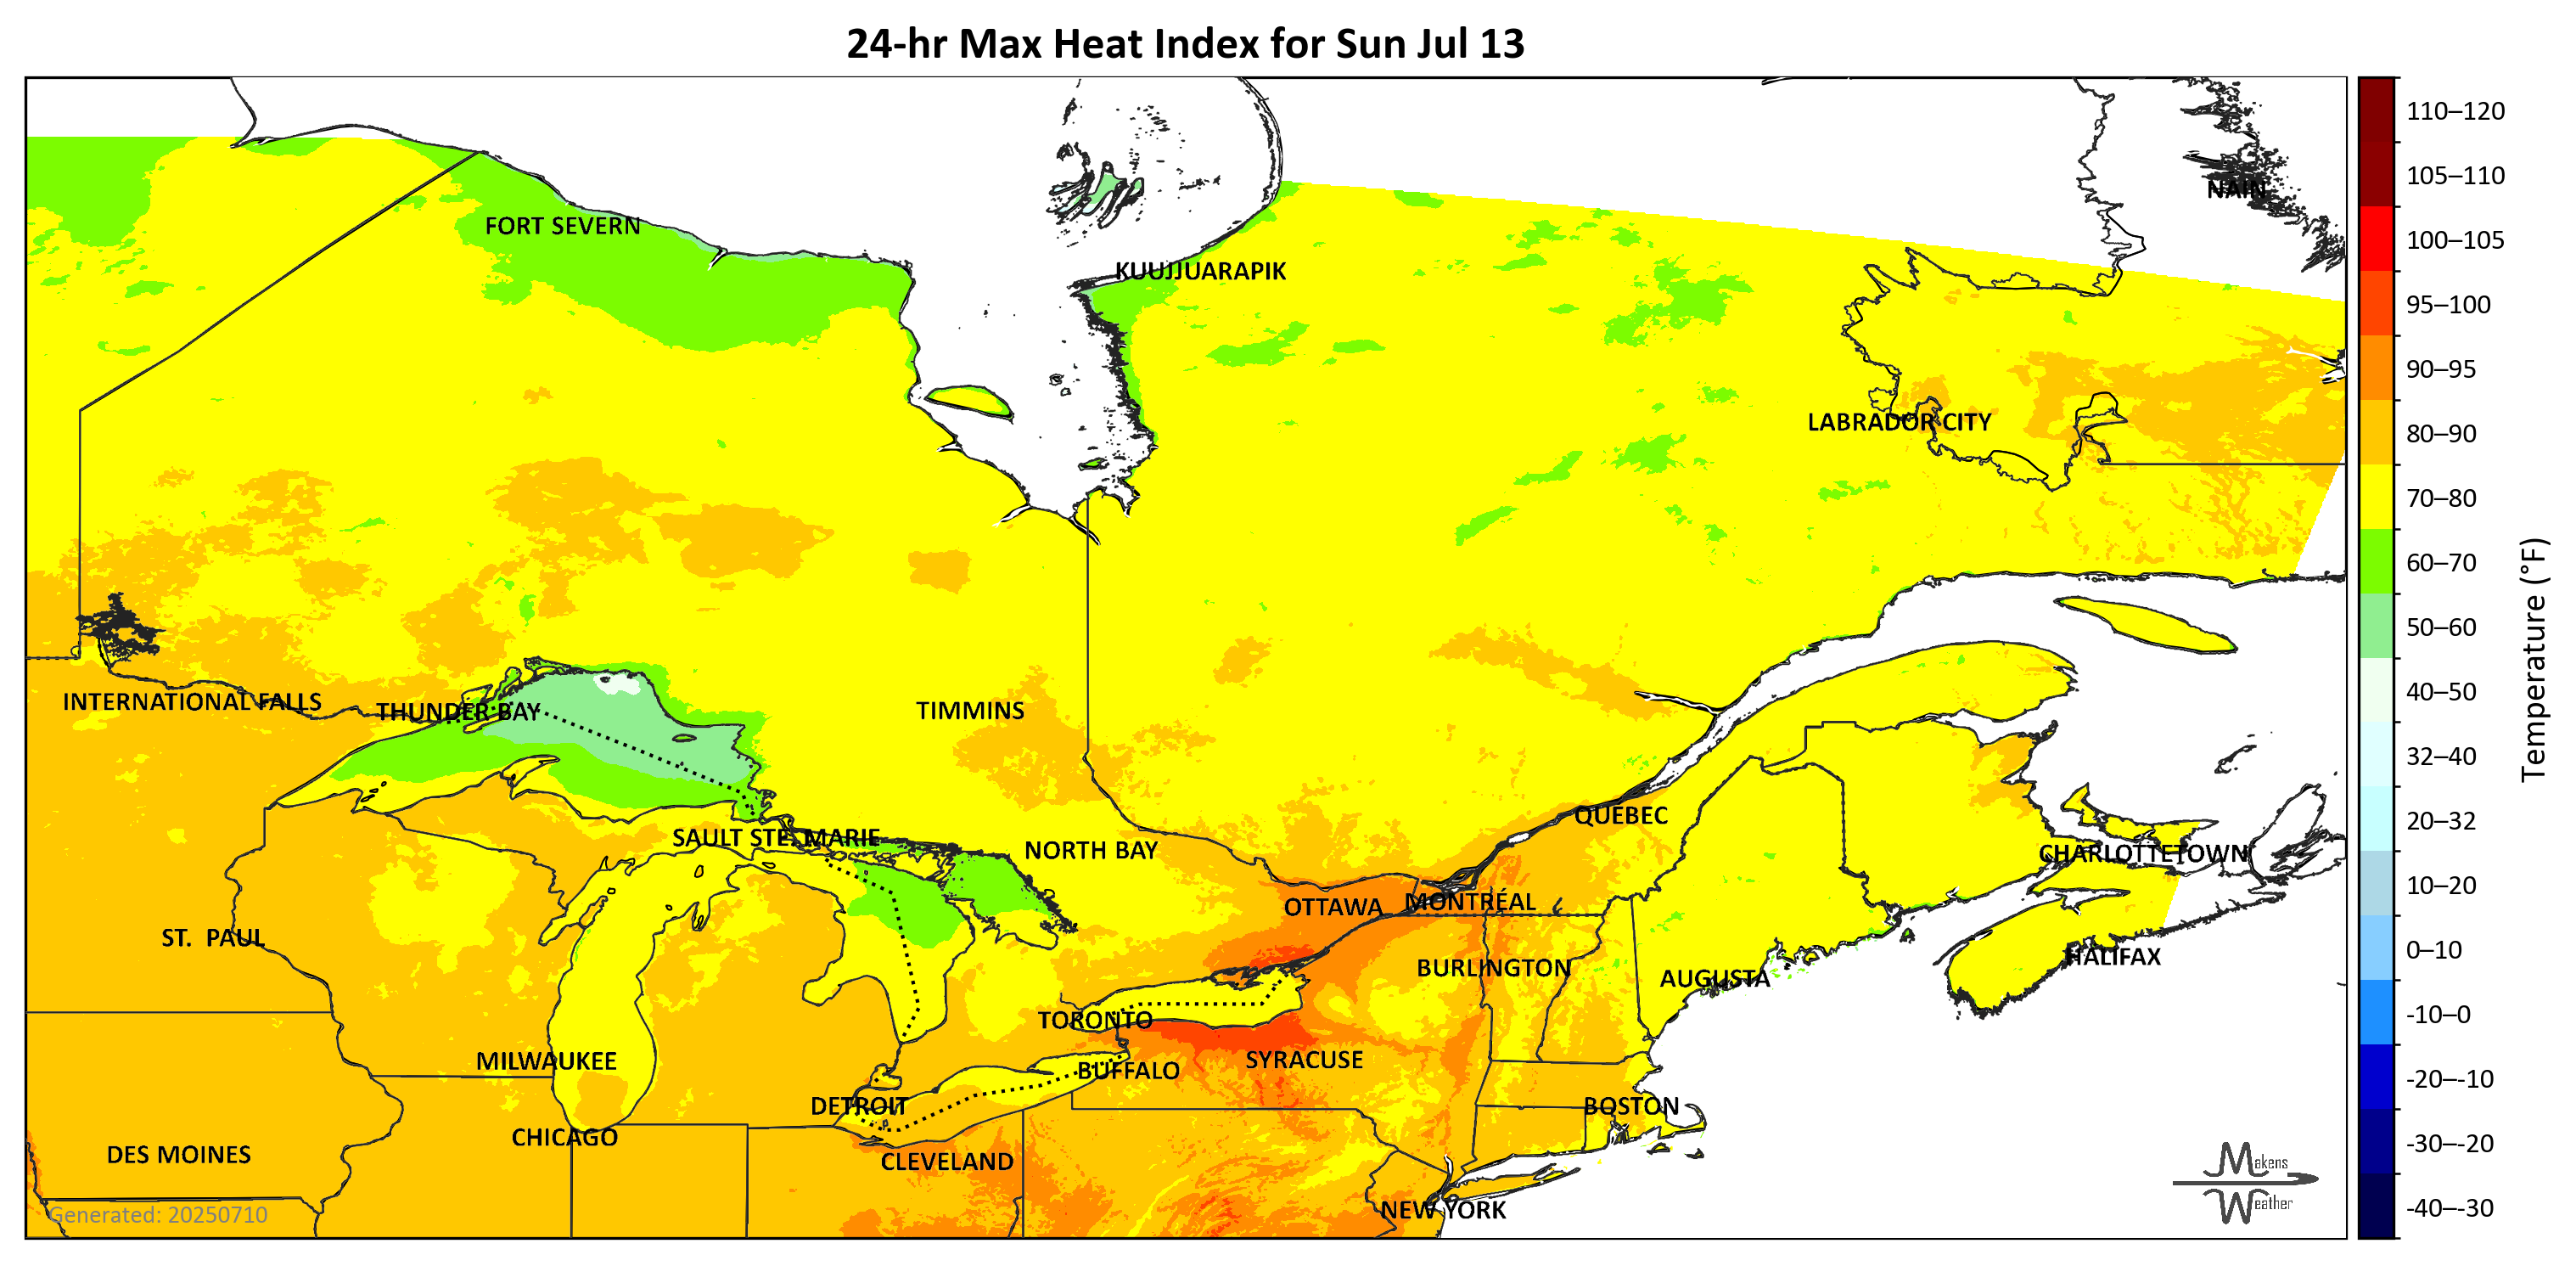 24-hr Max Heat Index for Sun Jul 13
110–120
105–110
NAIN
FORT SEVERN
100–105
KUUJJUARAPIK
95–100
90–95
LABRADOR CITY
80–90
70–80
60–70
50–60
Temperature (°F)
INTERNATIONAL FALLS
THUNDER BAY
TIMMINS
40–50
32–40
QUEBEC
20–32
SAULT STE. MARIE
NORTH BAY
CHARLOTTETOWN
10–20
OTTAWA
MONTRÉAL
ST. PAUL
0–10
BURLINGTON
AUGUSTA
HALIFAX
-10–0
TORONTO
MILWAUKEE
BUFFALO
SYRACUSE
-20–-10
DETROIT
BOSTON
CHICAGO
-30–-20
DES MOINES
CLEVELAND
Makens
Weather
NEW YORK
-40–-30
Generated: 20250710